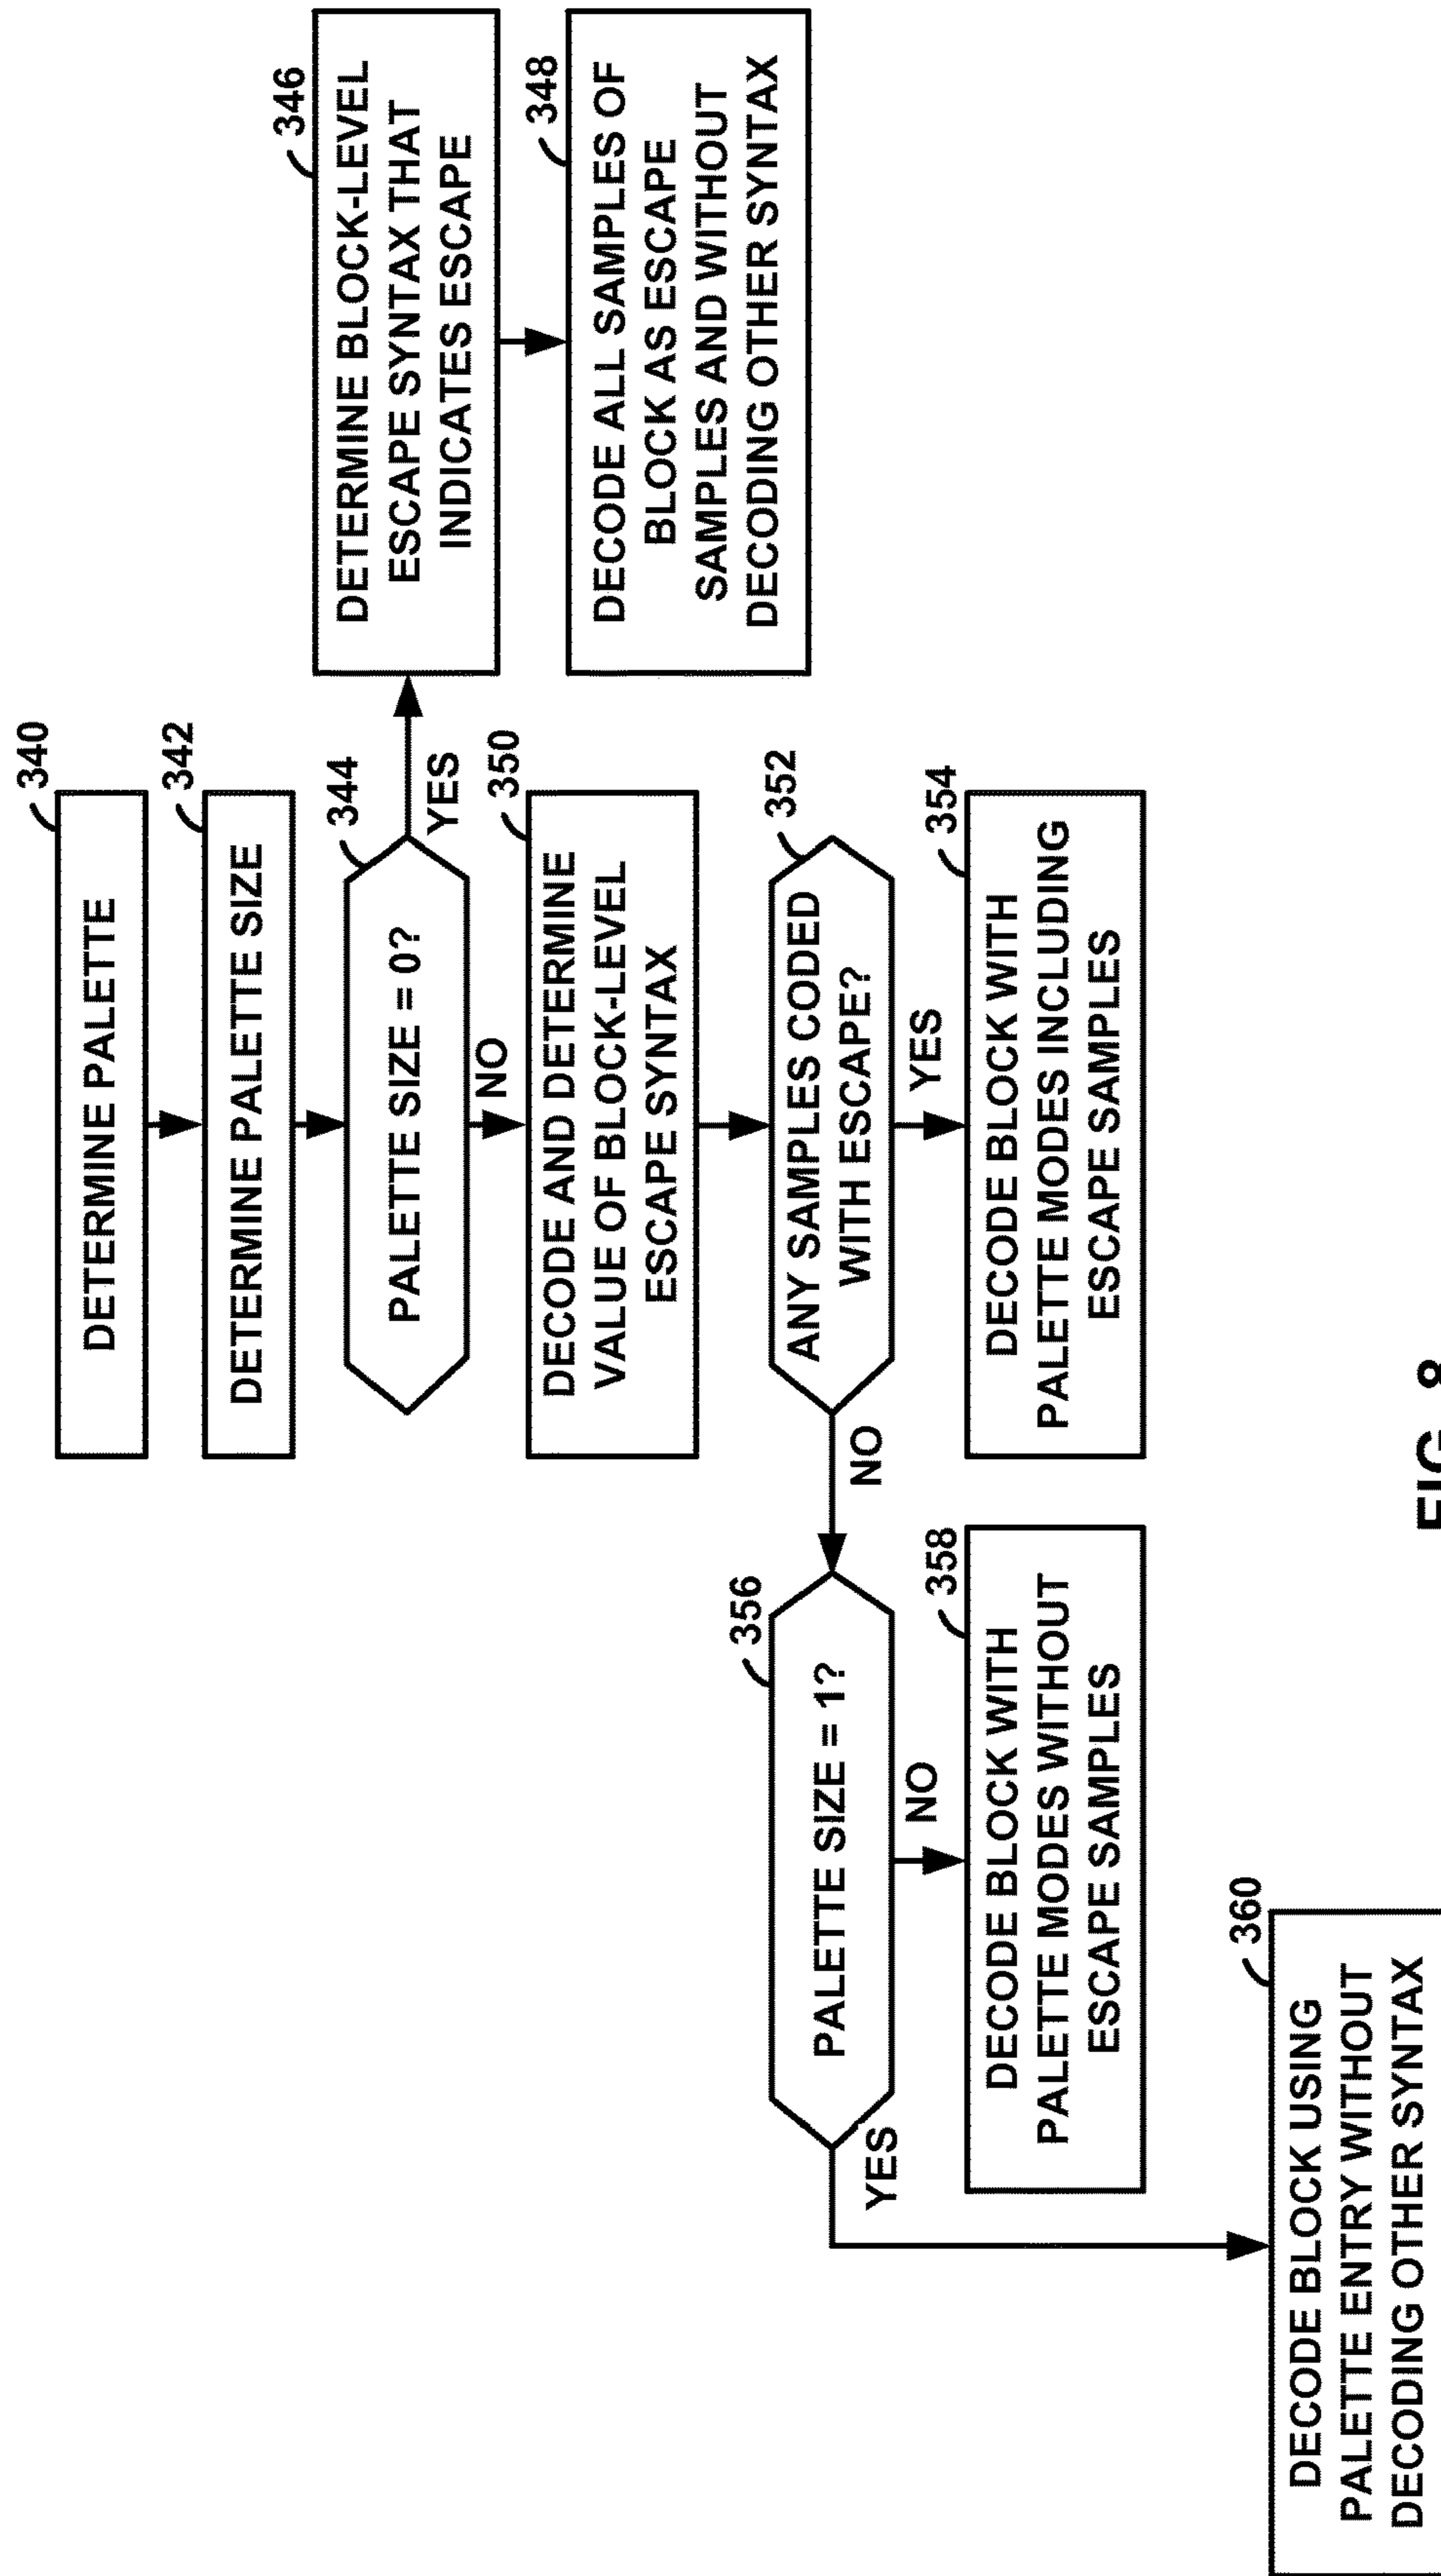 340
DETERMINE PALETTE
342
DETERMINE PALETTE SIZE
344
PALETTE SIZE = 0?
YES
346
DETERMINE BLOCK-LEVEL
ESCAPE SYNTAX THAT
INDICATES ESCAPE
348
DECODE ALL SAMPLES OF
BLOCK AS ESCAPE
SAMPLES AND WITHOUT
DECODING OTHER SYNTAX
NO
350
DECODE AND DETERMINE
VALUE OF BLOCK-LEVEL
ESCAPE SYNTAX
352
ANY SAMPLES CODED
WITH ESCAPE?
YES
354
DECODE BLOCK WITH
PALETTE MODES INCLUDING
ESCAPE SAMPLES
NO
356
PALETTE SIZE = 1?
NO
358
DECODE BLOCK WITH
PALETTE MODES WITHOUT
ESCAPE SAMPLES
YES
360
DECODE BLOCK USING
PALETTE ENTRY WITHOUT
DECODING OTHER SYNTAX
FIG. 8